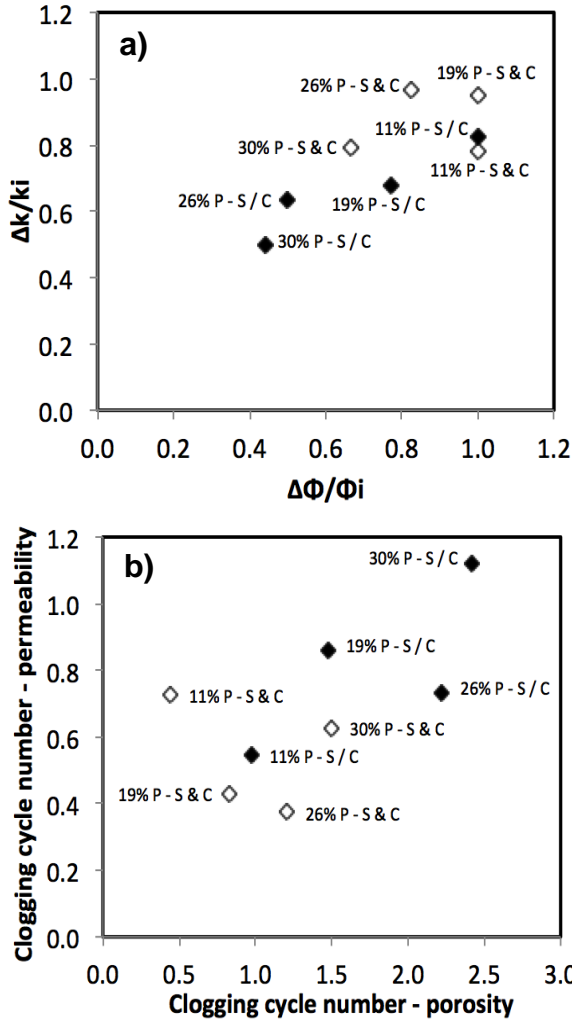 1.2
a)
1.0
19% P - S & C
26% P - S & C
11% P - S / C
0.8
30% P - S & C
11% P - S & C
26% P - S / C
19% P - S / C
0.6
30% P - S / C
0.4
0.2
0.0
Δk/ki
0.0 0.2 0.4 0.6 0.8 1.0 1.2
ΔΦ/Φi
1.2
b)
30% P - S / C
1.0
19% P - S / C
0.8
26% P - S / C
11% P - S & C
30% P - S & C
0.6
11% P - S / C
19% P - S & C
0.4
26% P - S & C
0.2
0.0
Clogging cycle number - permeability
0.0 0.5 1.0 1.5 2.0 2.5 3.0
Clogging cycle number - porosity